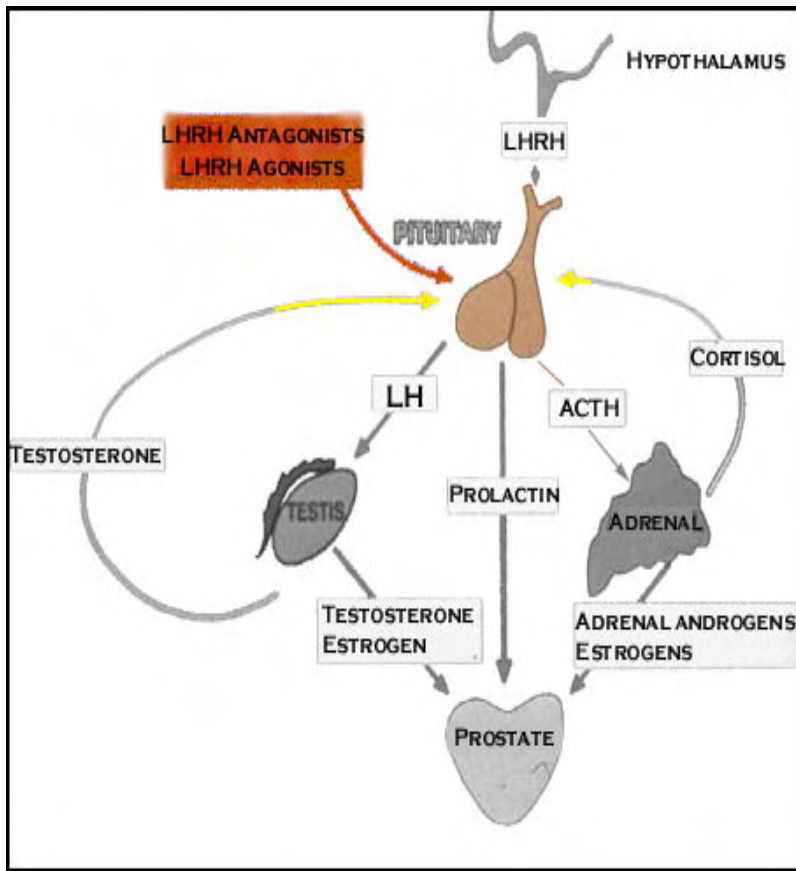 HYPOTHALAMUS
LHRH ANTAGONISTS
LHRH AGONISTS
LHRH
PITUITARY
CORTISOL
LH
ACTH
TESTOSTERONE
PROLACTIN
TESTIS
ADRENAL
TESTOSTERONE
ESTROGEN
ADRENAL ANDROGENS
ESTROGENS
PROSTATE